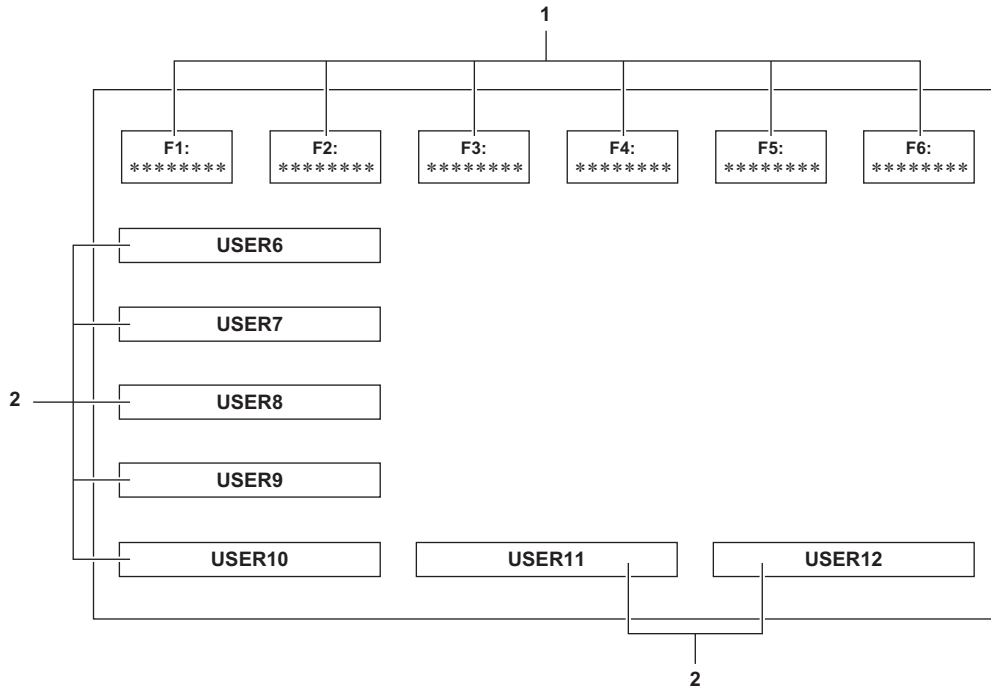 1
F1: F2: F3: F4: F5: F6:
******** ******** ******** ******** ******** ********
USER6
USER7
2 USER8
USER9
USER10 USER11 USER12
2